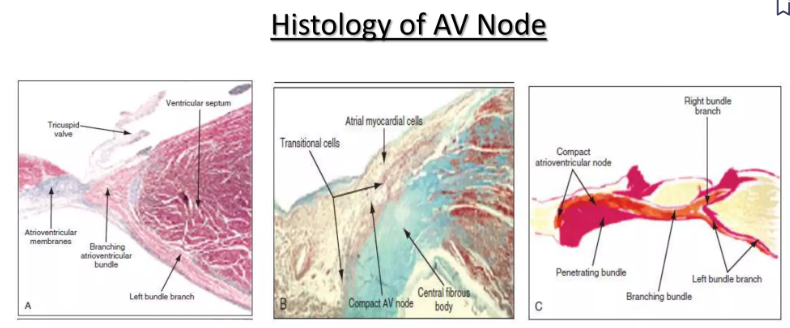 Histology of AV Node
Ventricular septum
Tricuspid
valve
Atrioventricular
membranes
Branching
atrioventricular
bundle
Left bundle branch
A
Atrial myocardial cells
Transitional cells
Compact AV node
Central fibrous
body
B
Right bundle
branch
Compact
atrioventricular node
Penetrating bundle
Left bundle branch
Branching bundle
C